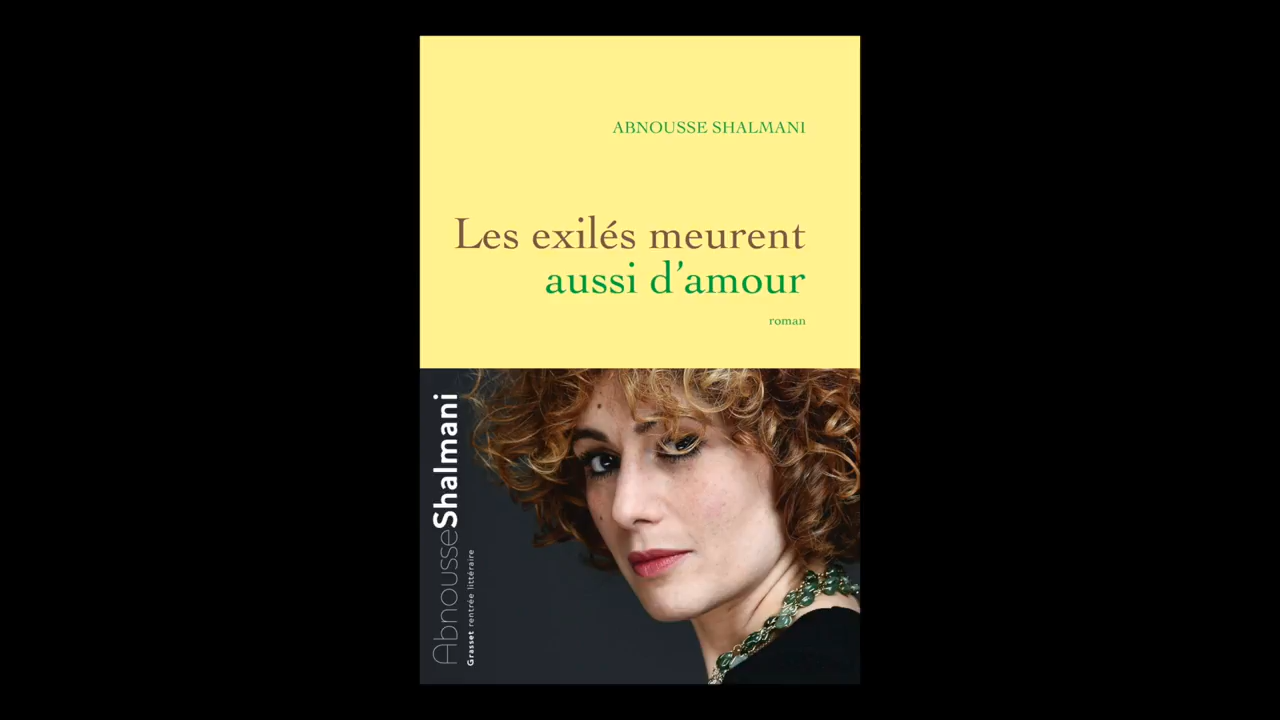 ABNOUSSE SHALMANI
Les exilés meurent
aussi d’amour
roman
AbnousseShalmani
Grasset rentrée littéraire